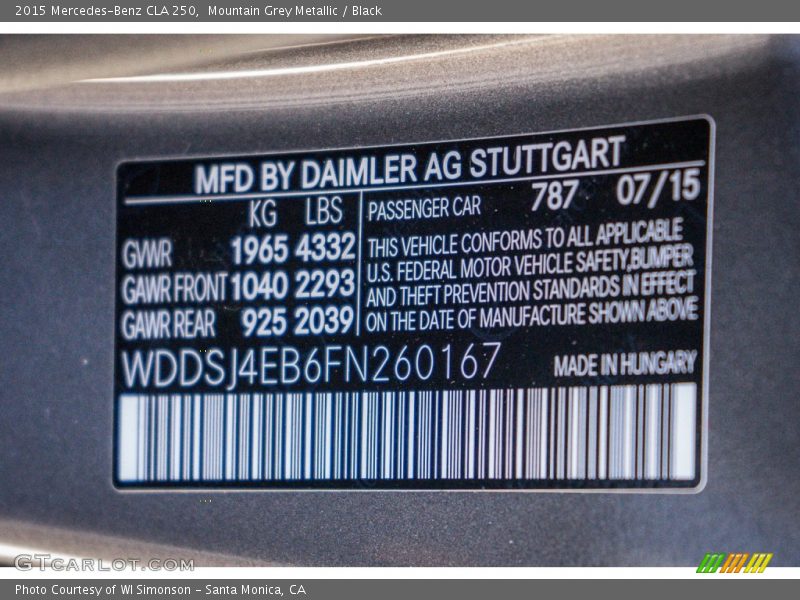 2015 Mercedes-Benz CLA 250, Mountain Grey Metallic / Black
MFD BY DAIMLER AG STUTTGART
KG LBS
GWR 1965 4332
GAWR FRONT 1040 2293
GAWR REAR 925 2039
PASSENGER CAR 787 07/15
THIS VEHICLE CONFORMS TO ALL APPLICABLE
U.S. FEDERAL MOTOR VEHICLE SAFETY,BUMPER
AND THEFT PREVENTION STANDARDS IN EFFECT
ON THE DATE OF MANUFACTURE SHOWN ABOVE
WDDSJ4EB6FN260167
MADE IN HUNGARY
GTCARLOT.COM
Photo Courtesy of WI Simonson - Santa Monica, CA